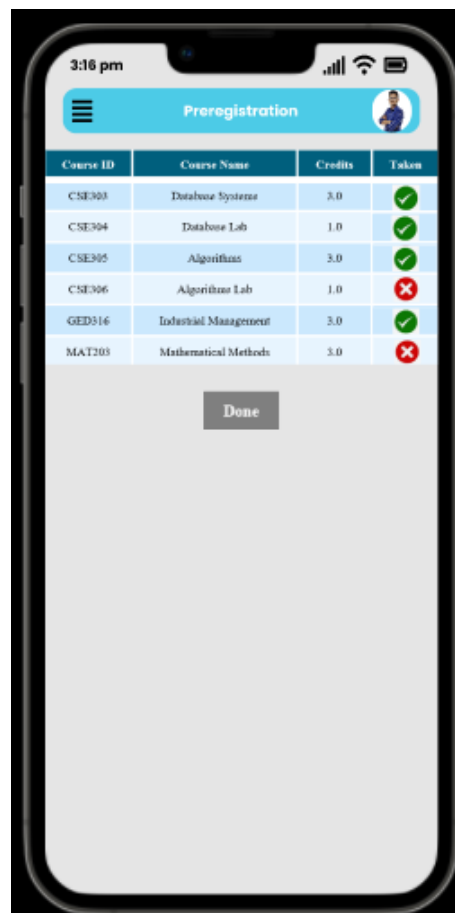 3:16 pm
Preregistration
Course ID Course Name Credits Taken
CSE303 Database Systems 3.0
CSE304 Database Lab 1.0
CSE305 Algorithms 3.0
CSE306 Algorithms Lab 1.0
GED316 Industrial Management 3.0
MAT203 Mathematical Methods 3.0
Done